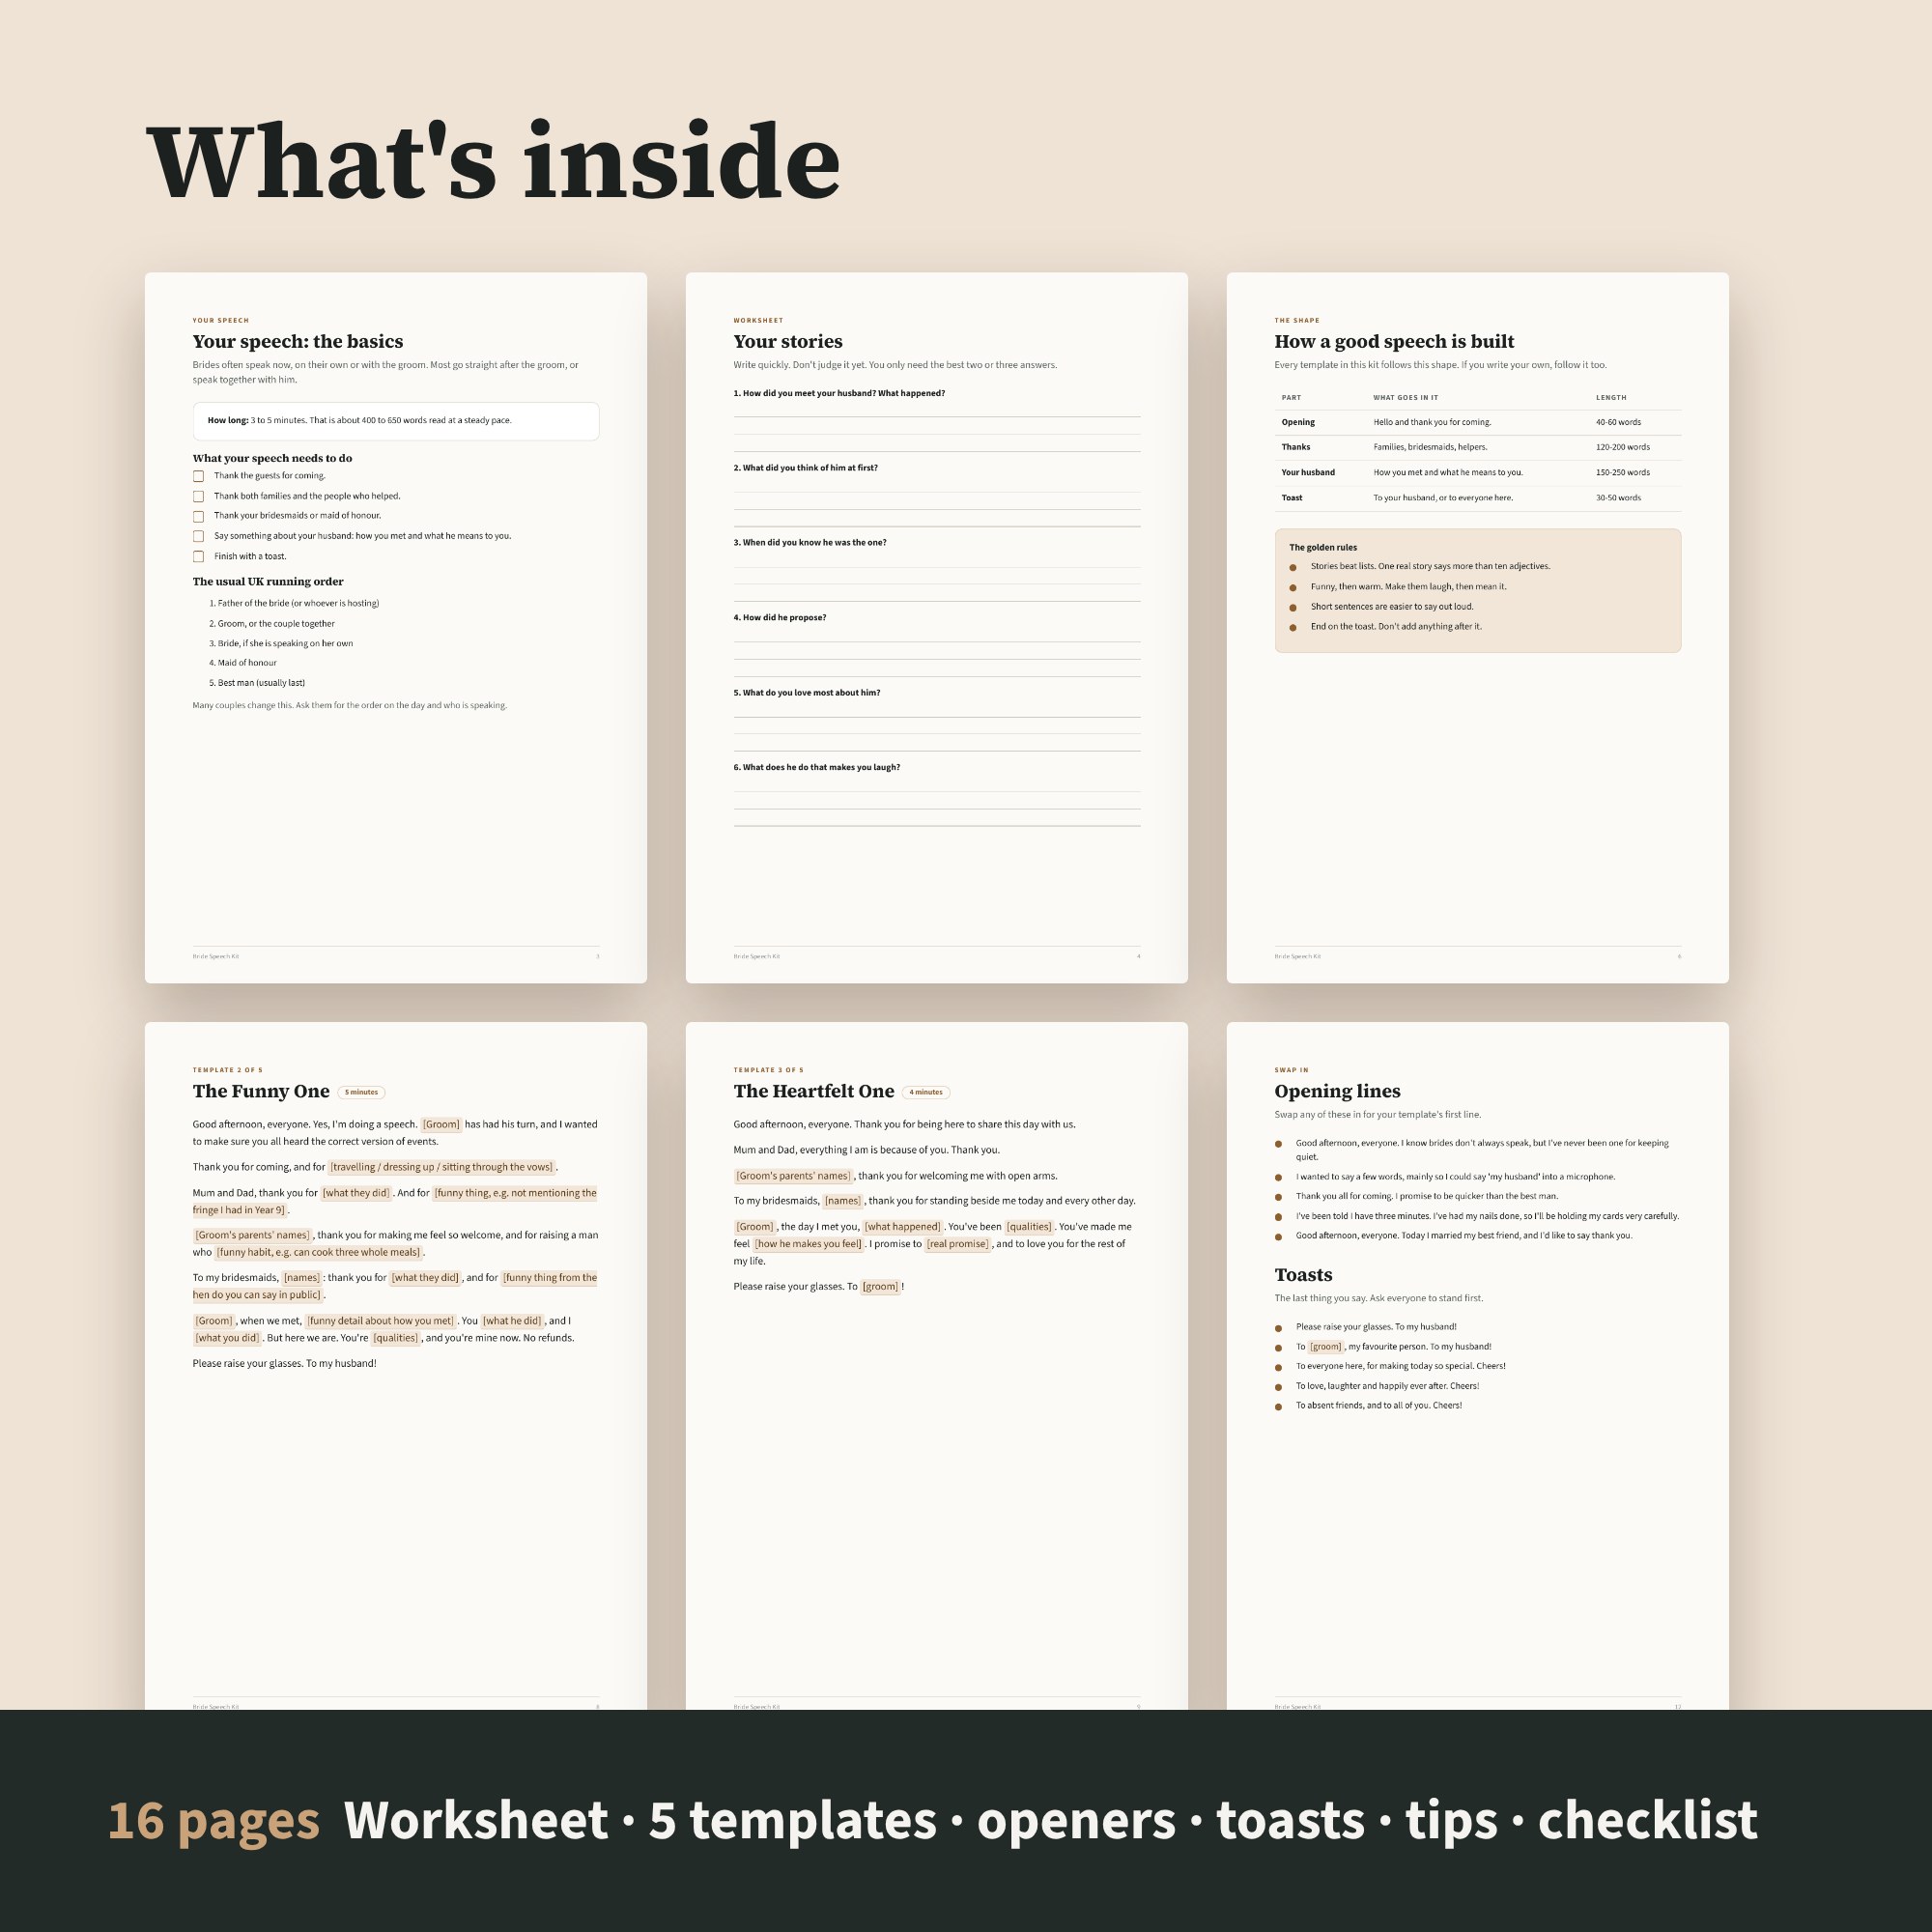 What's inside
YOUR SPEECH
Your speech: the basics
Brides often speak now, on their own or with the groom. Most go straight after the groom, or
speak together with him.
How long: 3 to 5 minutes. That is about 400 to 650 words read at a steady pace.
What your speech needs to do
Thank the guests for coming.
Thank both families and the people who helped.
Thank your bridesmaids or maid of honour.
Say something about your husband: how you met and what he means to you.
Finish with a toast.
The usual UK running order
1. Father of the bride (or whoever is hosting)
2. Groom, or the couple together
3. Bride, if she is speaking on her own
4. Maid of honour
5. Best man (usually last)
Many couples change this. Ask them for the order on the day and who is speaking.
Bride Speech Kit 3
WORKSHEET
Your stories
Write quickly. Don't judge it yet. You only need the best two or three answers.
1. How did you meet your husband? What happened?
2. What did you think of him at first?
3. When did you know he was the one?
4. How did he propose?
5. What do you love most about him?
6. What does he do that makes you laugh?
Bride Speech Kit 4
THE SHAPE
How a good speech is built
Every template in this kit follows this shape. If you write your own, follow it too.
PART WHAT GOES IN IT LENGTH
Opening Hello and thank you for coming. 40-60 words
Thanks Families, bridesmaids, helpers. 120-200 words
Your husband How you met and what he means to you. 150-250 words
Toast To your husband, or to everyone here. 30-50 words
The golden rules
Stories beat lists. One real story says more than ten adjectives.
Funny, then warm. Make them laugh, then mean it.
Short sentences are easier to say out loud.
End on the toast. Don't add anything after it.
Bride Speech Kit 6
TEMPLATE 2 OF 5
The Funny One 5 minutes
Good afternoon, everyone. Yes, I'm doing a speech. [Groom] has had his turn, and I wanted
to make sure you all heard the correct version of events.
Thank you for coming, and for [travelling / dressing up / sitting through the vows].
Mum and Dad, thank you for [what they did]. And for [funny thing, e.g. not mentioning the
fringe I had in Year 9].
[Groom's parents' names], thank you for making me feel so welcome, and for raising a man
who [funny habit, e.g. can cook three whole meals].
To my bridesmaids, [names]: thank you for [what they did], and for [funny thing from the
hen do you can say in public].
[Groom], when we met, [funny detail about how you met]. You [what he did], and I
[what you did]. But here we are. You're [qualities], and you're mine now. No refunds.
Please raise your glasses. To my husband!
Bride Speech Kit 8
TEMPLATE 3 OF 5
The Heartfelt One 4 minutes
Good afternoon, everyone. Thank you for being here to share this day with us.
Mum and Dad, everything I am is because of you. Thank you.
[Groom's parents' names], thank you for welcoming me with open arms.
To my bridesmaids, [names], thank you for standing beside me today and every other day.
[Groom], the day I met you, [what happened]. You've been [qualities]. You've made me
feel [how he makes you feel]. I promise to [real promise], and to love you for the rest of
my life.
Please raise your glasses. To [groom]!
Bride Speech Kit 9
SWAP IN
Opening lines
Swap any of these in for your template's first line.
Good afternoon, everyone. I know brides don't always speak, but I've never been one for keeping
quiet.
I wanted to say a few words, mainly so I could say 'my husband' into a microphone.
Thank you all for coming. I promise to be quicker than the best man.
I've been told I have three minutes. I've had my nails done, so I'll be holding my cards very carefully.
Good afternoon, everyone. Today I married my best friend, and I'd like to say thank you.
Toasts
The last thing you say. Ask everyone to stand first.
Please raise your glasses. To my husband!
To [groom], my favourite person. To my husband!
To everyone here, for making today so special. Cheers!
To love, laughter and happily ever after. Cheers!
To absent friends, and to all of you. Cheers!
Bride Speech Kit
16 pages Worksheet · 5 templates · openers · toasts · tips · checklist